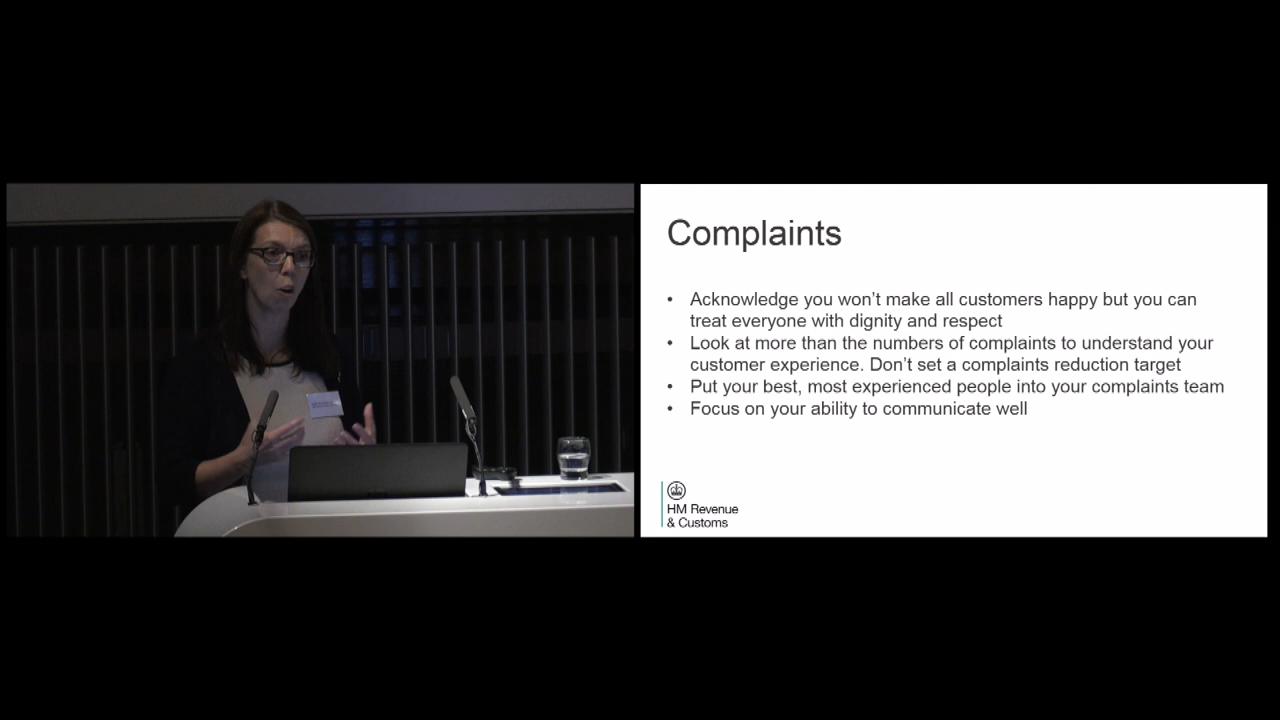 Complaints
• Acknowledge you won't make all customers happy but you can
treat everyone with dignity and respect
• Look at more than the numbers of complaints to understand your
customer experience. Don't set a complaints reduction target
• Put your best, most experienced people into your complaints team
• Focus on your ability to communicate well
HM Revenue
& Customs